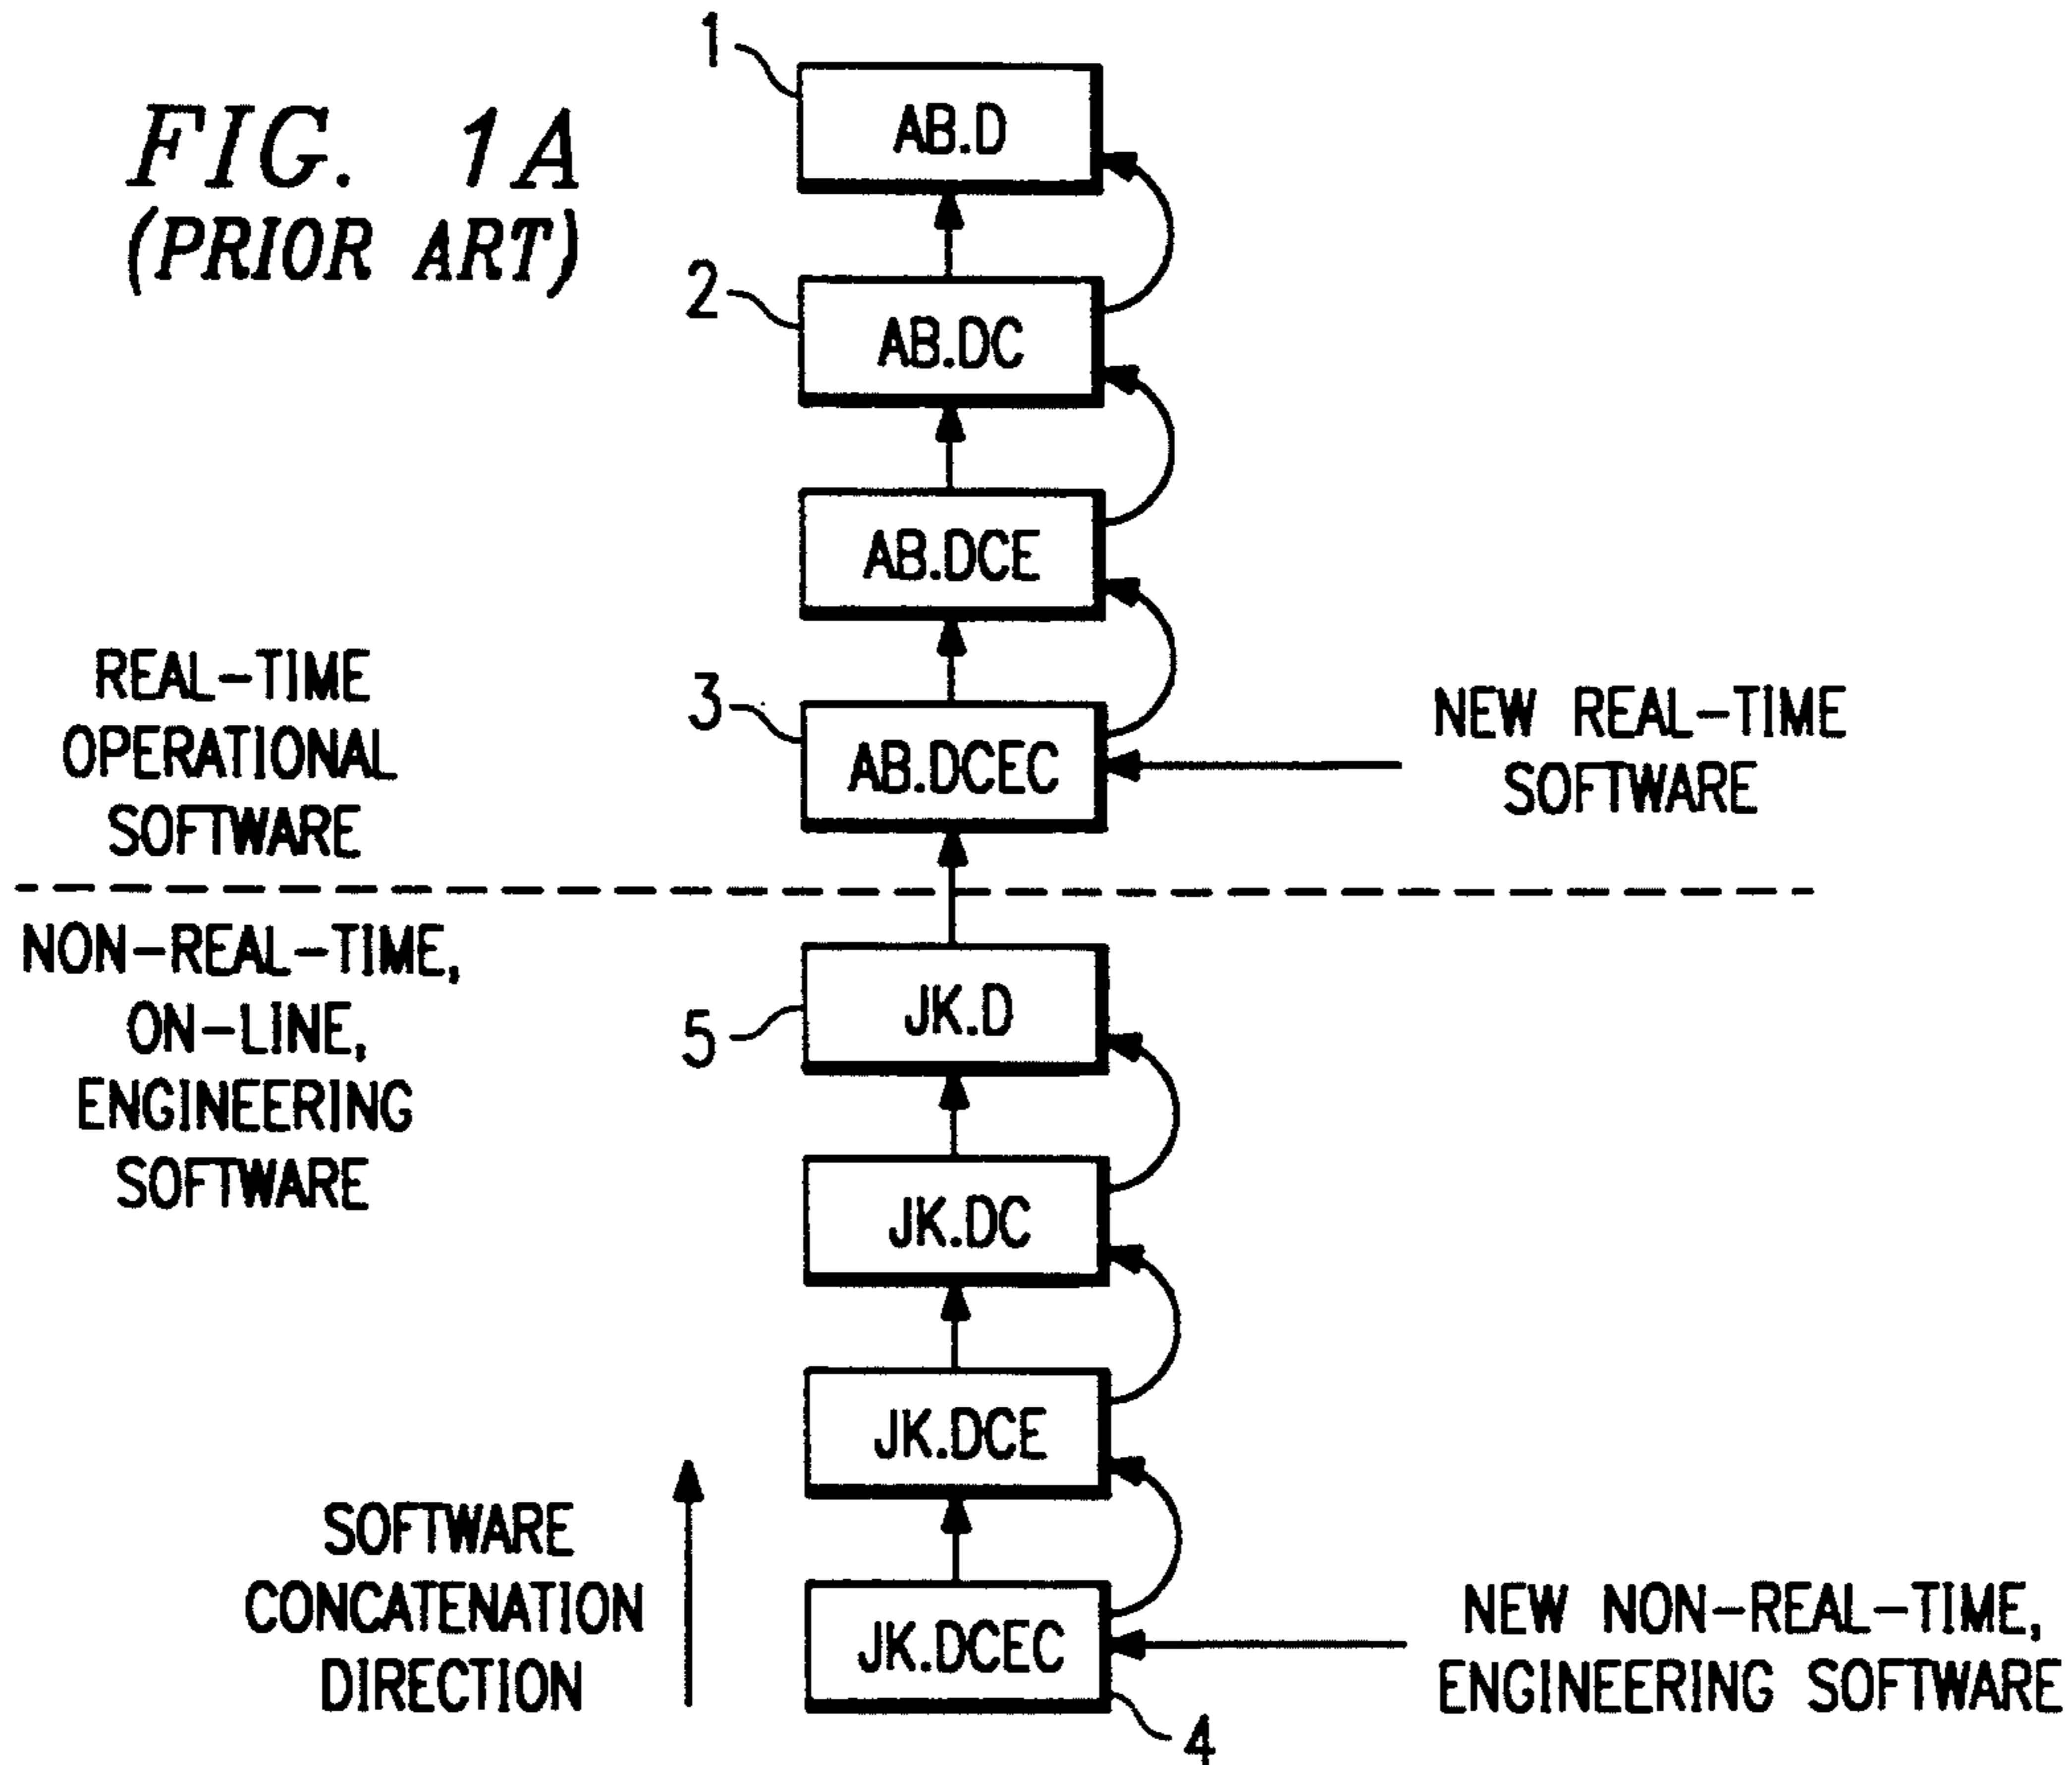 FIG. 1A
(PRIOR ART)
1
AB.D
2
AB.DC
AB.DCE
REAL-TIME
OPERATIONAL
SOFTWARE
3
AB.DCEC
NEW REAL-TIME
SOFTWARE
NON-REAL-TIME,
ON-LINE,
ENGINEERING
SOFTWARE
5
JK.D
JK.DC
JK.DCE
SOFTWARE
CONCATENATION
DIRECTION
JK.DCEC
4
NEW NON-REAL-TIME,
ENGINEERING SOFTWARE